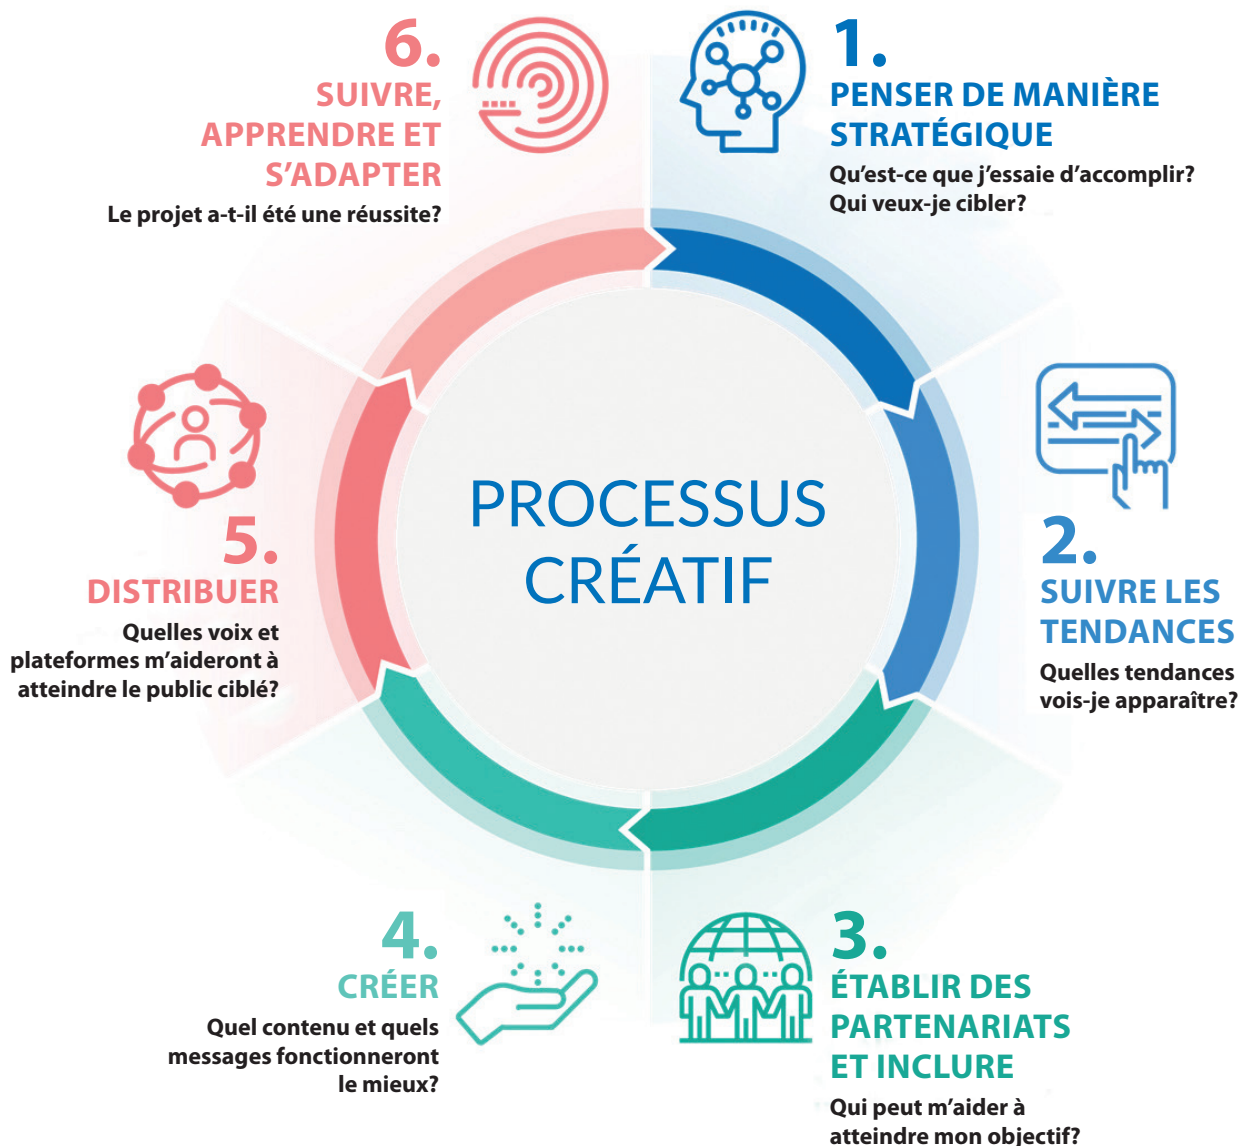 PROCESSUS
CRÉATIF
1.
PENSER DE MANIÈRE
STRATÉGIQUE
Qu’est-ce que j’essaie d’accomplir?
Qui veux-je cibler?
2.
SUIVRE LES
TENDANCES
Quelles tendances
vois-je apparaître?
3.
ÉTABLIR DES
PARTENARIATS
ET INCLURE
Qui peut m’aider à
atteindre mon objectif?
4.
CRÉER
Quel contenu et quels
messages fonctionneront
le mieux?
5.
DISTRIBUER
Quelles voix et
plateformes m’aideront à
atteindre le public ciblé?
6.
SUIVRE,
APPRENDRE ET
S’ADAPTER
Le projet a-t-il été une réussite?